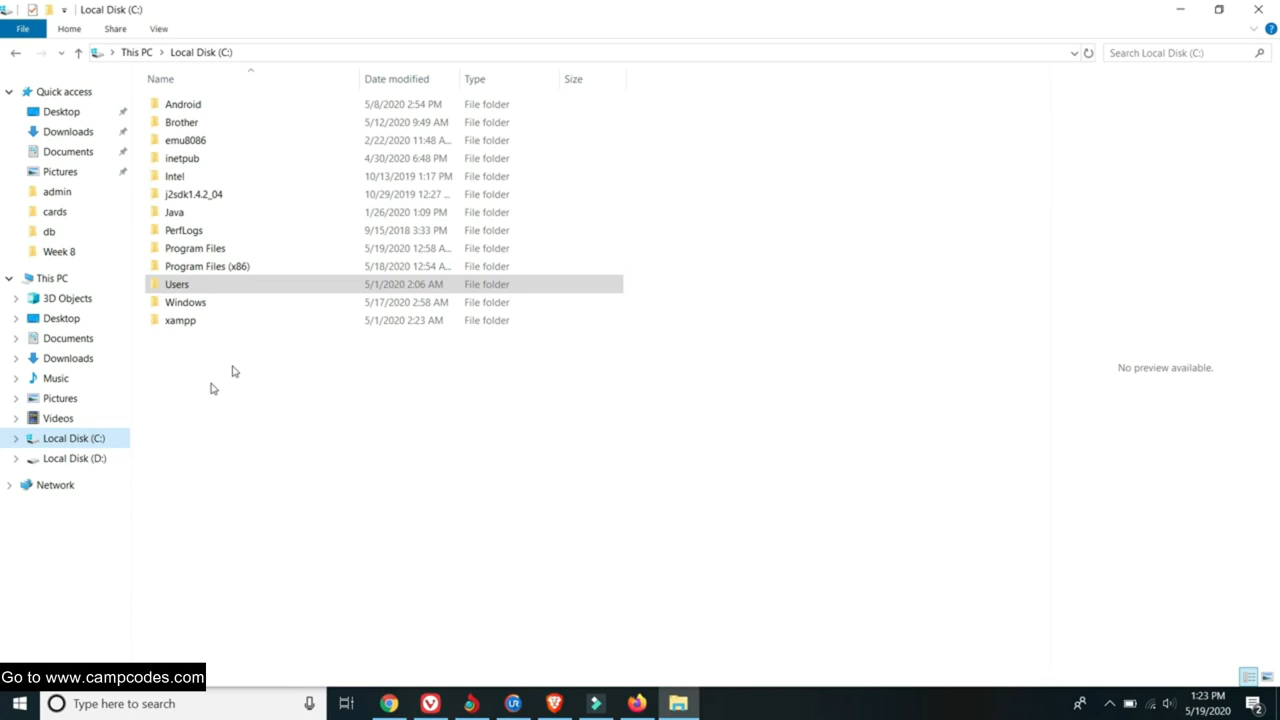 Local Disk (C:)
File Home Share View
This PC Local Disk (C:) Search Local Disk (C:)
Name Date modified Type Size
Quick access
Desktop
Downloads
Documents
Pictures
admin
cards
db
Week 8
This PC
3D Objects
Desktop
Documents
Downloads
Music
Pictures
Videos
Local Disk (C:)
Local Disk (D:)
Network
Android 5/8/2020 2:54 PM File folder
Brother 5/12/2020 9:49 AM File folder
emu8086 2/22/2020 11:48 A... File folder
inetpub 4/30/2020 6:48 PM File folder
Intel 10/13/2019 1:17 PM File folder
j2sdk1.4.2_04 10/29/2019 12:27 ... File folder
Java 1/26/2020 1:09 PM File folder
PerfLogs 9/15/2018 3:33 PM File folder
Program Files 5/19/2020 12:58 A... File folder
Program Files (x86) 5/18/2020 12:54 A... File folder
Users 5/1/2020 2:06 AM File folder
Windows 5/17/2020 2:58 AM File folder
xampp 5/1/2020 2:23 AM File folder
No preview available.
Go to www.campcodes.com
Type here to search
UR
1:23 PM
5/19/2020
2